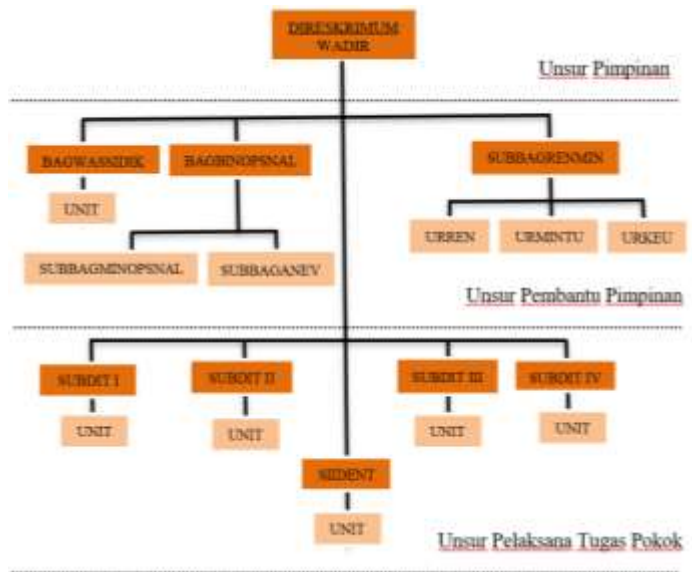 DIRESKRIMUM
WADIR
Unsur Pimpinan
BAGWASSIDIK
BAGBINOPSNAL
SUBBAGRENMIN
UNIT
URREN
URMINTU
URKEU
SUBBAGMINOPSNAL
SUBBAGANEV
Unsur Pembantu Pimpinan
SUBDIT I
SUBDIT II
SUBDIT III
SUBDIT IV
UNIT
UNIT
UNIT
UNIT
SIIDENT
UNIT
Unsur Pelaksana Tugas Pokok